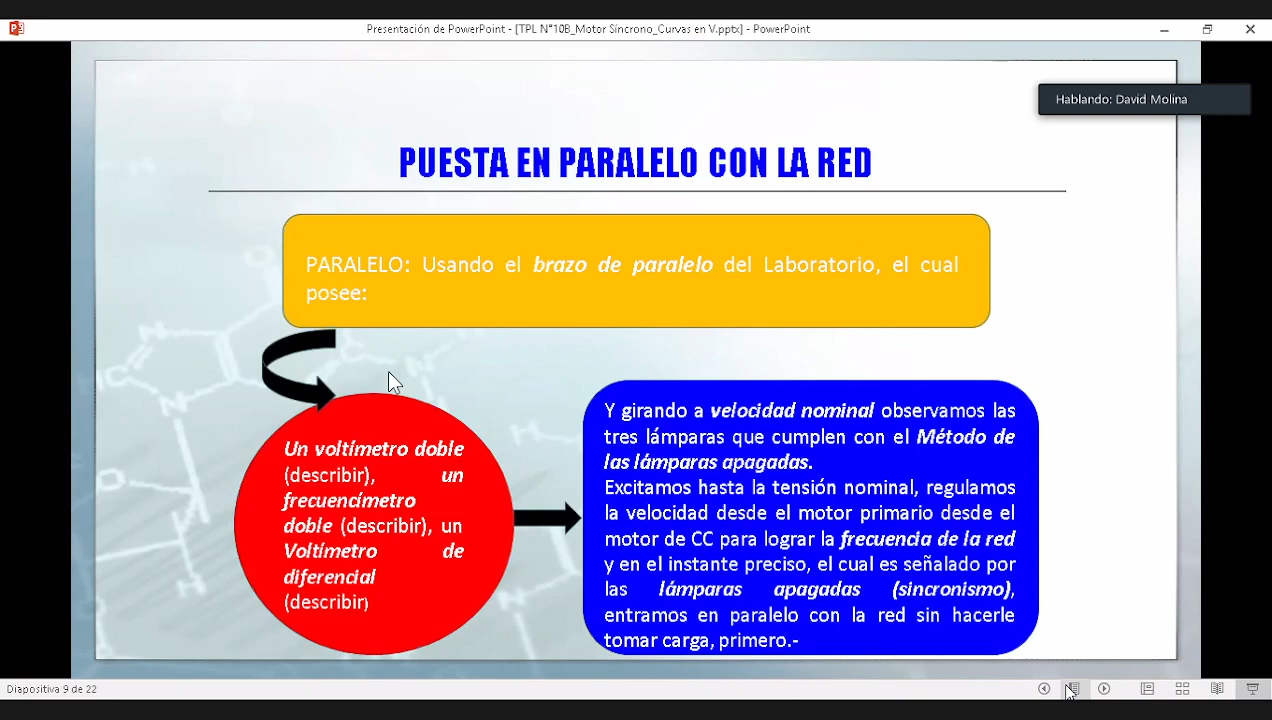 Presentación de PowerPoint - [TPL N°10B_Motor Síncrono_Curvas en V.pptx] - PowerPoint
Hablando: David Molina
PUESTA EN PARALELO CON LA RED
PARALELO: Usando el brazo de paralelo del Laboratorio, el cual
posee:
Un voltímetro doble
(describir), un
frecuencímetro
doble (describir), un
Voltímetro de
diferencial
(describir)
Y girando a velocidad nominal observamos las
tres lámparas que cumplen con el Método de
las lámparas apagadas.
Excitamos hasta la tensión nominal, regulamos
la velocidad desde el motor primario desde el
motor de CC para lograr la frecuencia de la red
y en el instante preciso, el cual es señalado por
las lámparas apagadas (sincronismo),
entramos en paralelo con la red sin hacerle
tomar carga, primero.-
Diapositiva 9 de 22